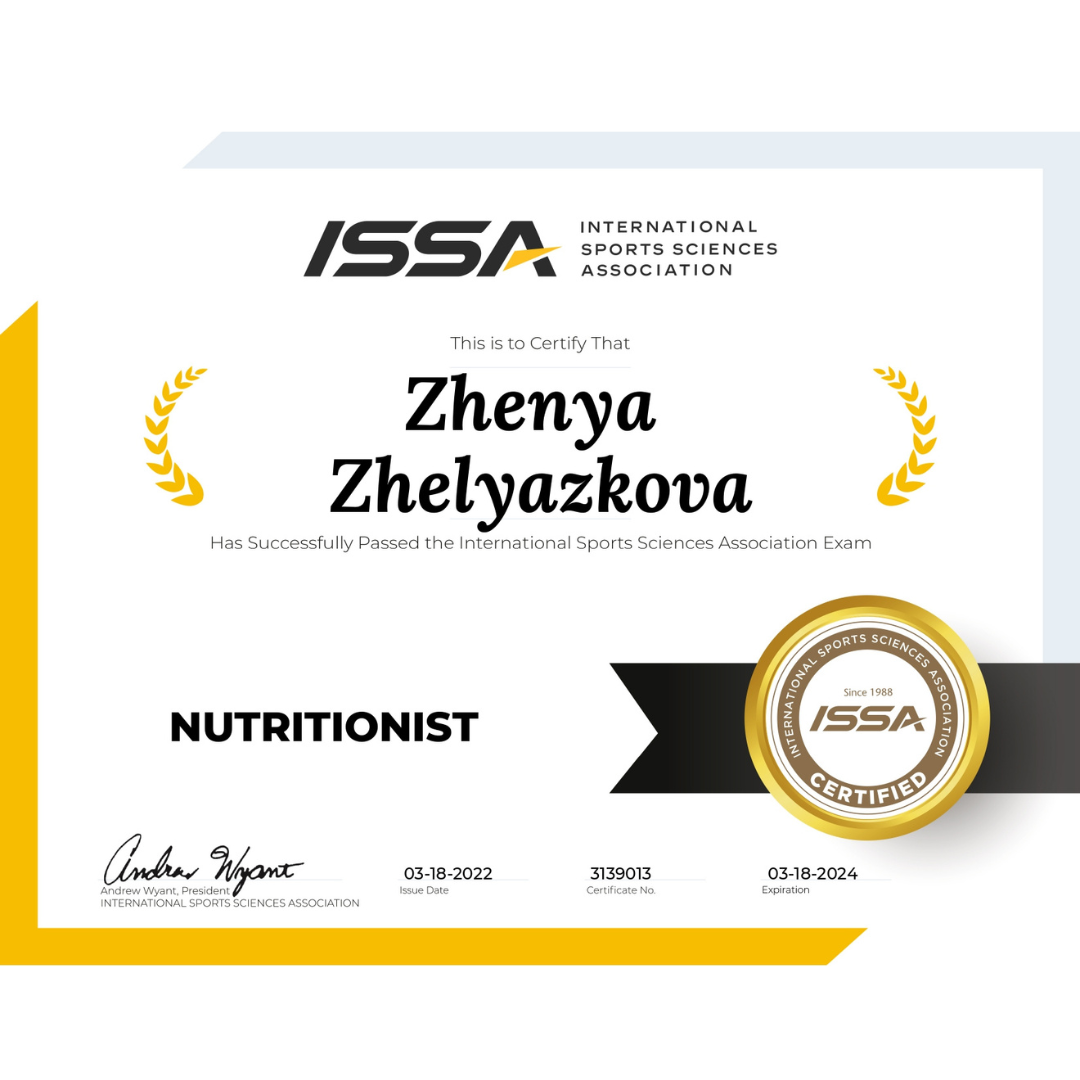 ISSA
INTERNATIONAL
SPORTS SCIENCES
ASSOCIATION
This is to Certify That
Zhenya
Zhelyazkova
Has Successfully Passed the International Sports Sciences Association Exam
NUTRITIONIST
INTERNATIONAL SPORTS SCIENCES ASSOCIATION
Since 1988
ISSA
CERTIFIED
Andrew Wyant
Andrew Wyant, President
INTERNATIONAL SPORTS SCIENCES ASSOCIATION
03-18-2022
Issue Date
3139013
Certificate No.
03-18-2024
Expiration